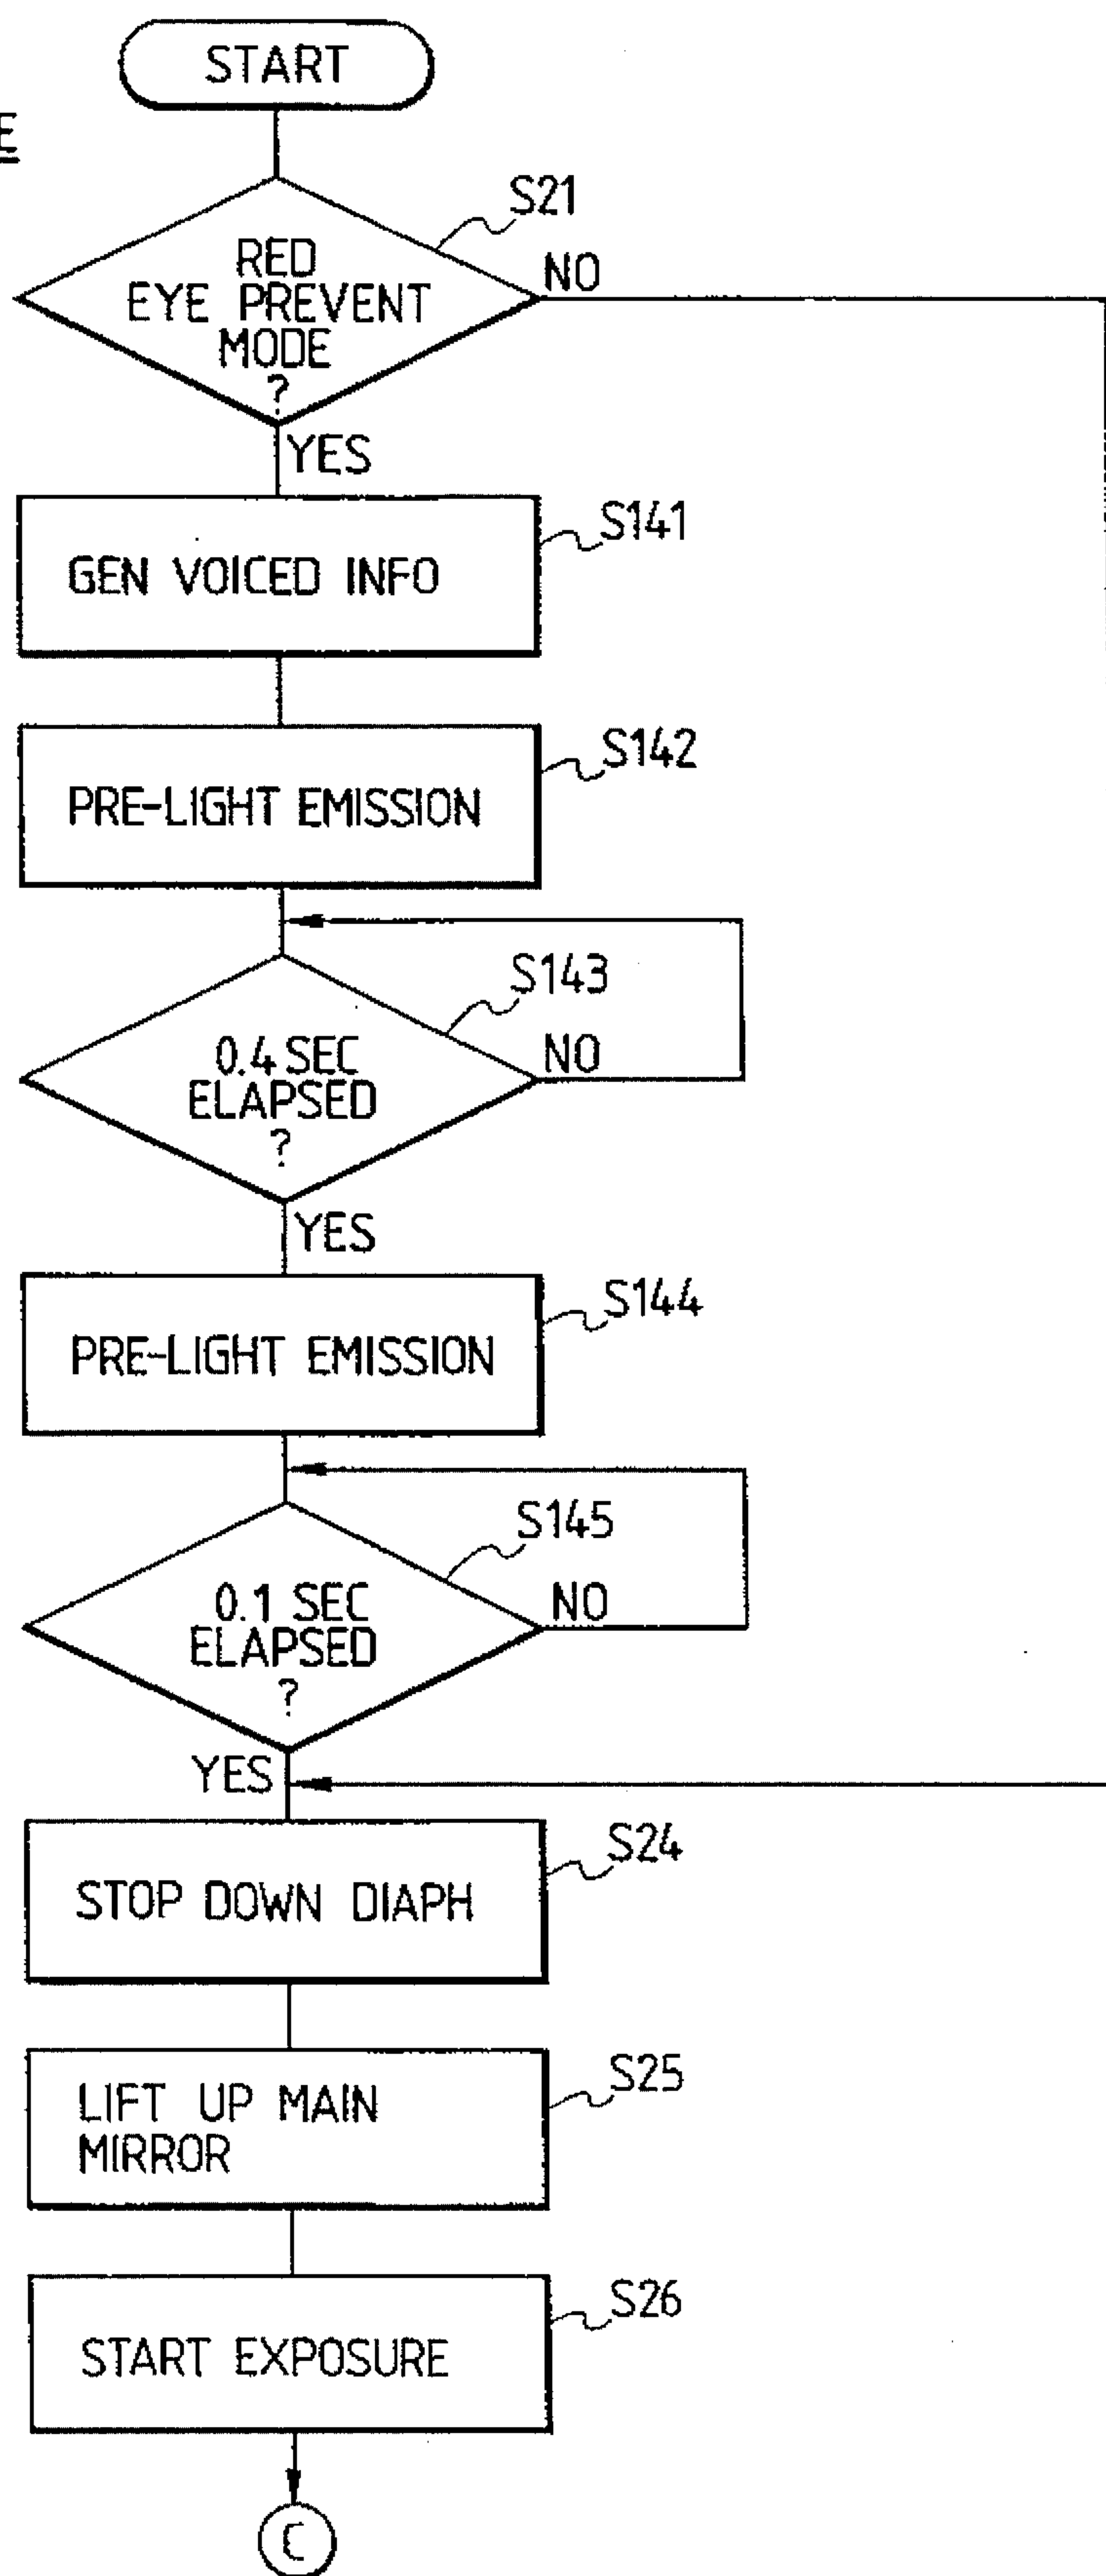 START
E
S21
RED
EYE PREVENT
MODE
?
NO
YES
S141
GEN VOICED INFO
S142
PRE-LIGHT EMISSION
S143
0.4 SEC
ELAPSED
?
NO
YES
S144
PRE-LIGHT EMISSION
S145
0.1 SEC
ELAPSED
?
NO
YES
S24
STOP DOWN DIAPH
S25
LIFT UP MAIN
MIRROR
S26
START EXPOSURE
C